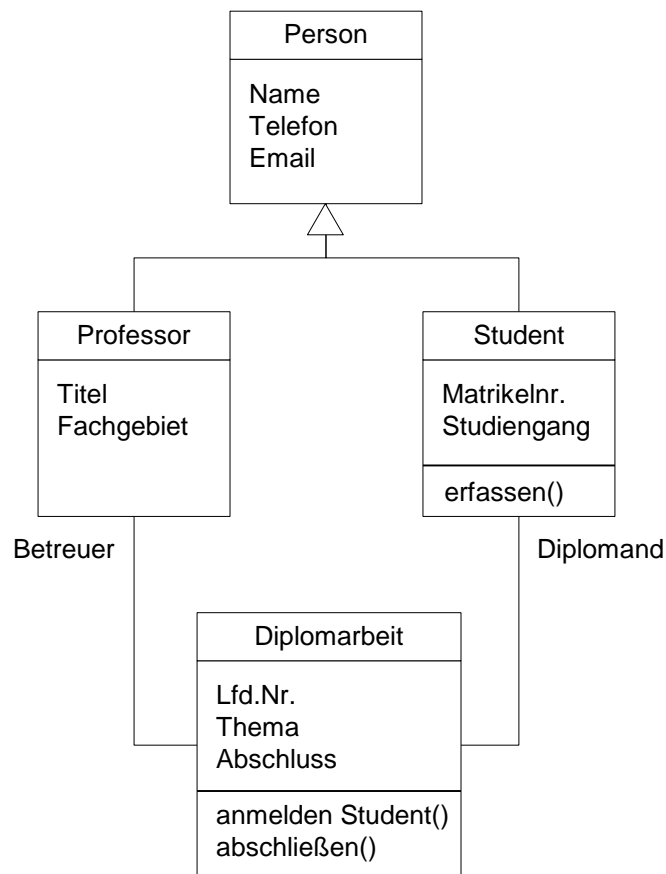 Person
Name
Telefon
Email
Professor
Titel
Fachgebiet
Student
Matrikelnr.
Studiengang
erfassen()
Betreuer
Diplomand
Diplomarbeit
Lfd.Nr.
Thema
Abschluss
anmelden Student()
abschließen()